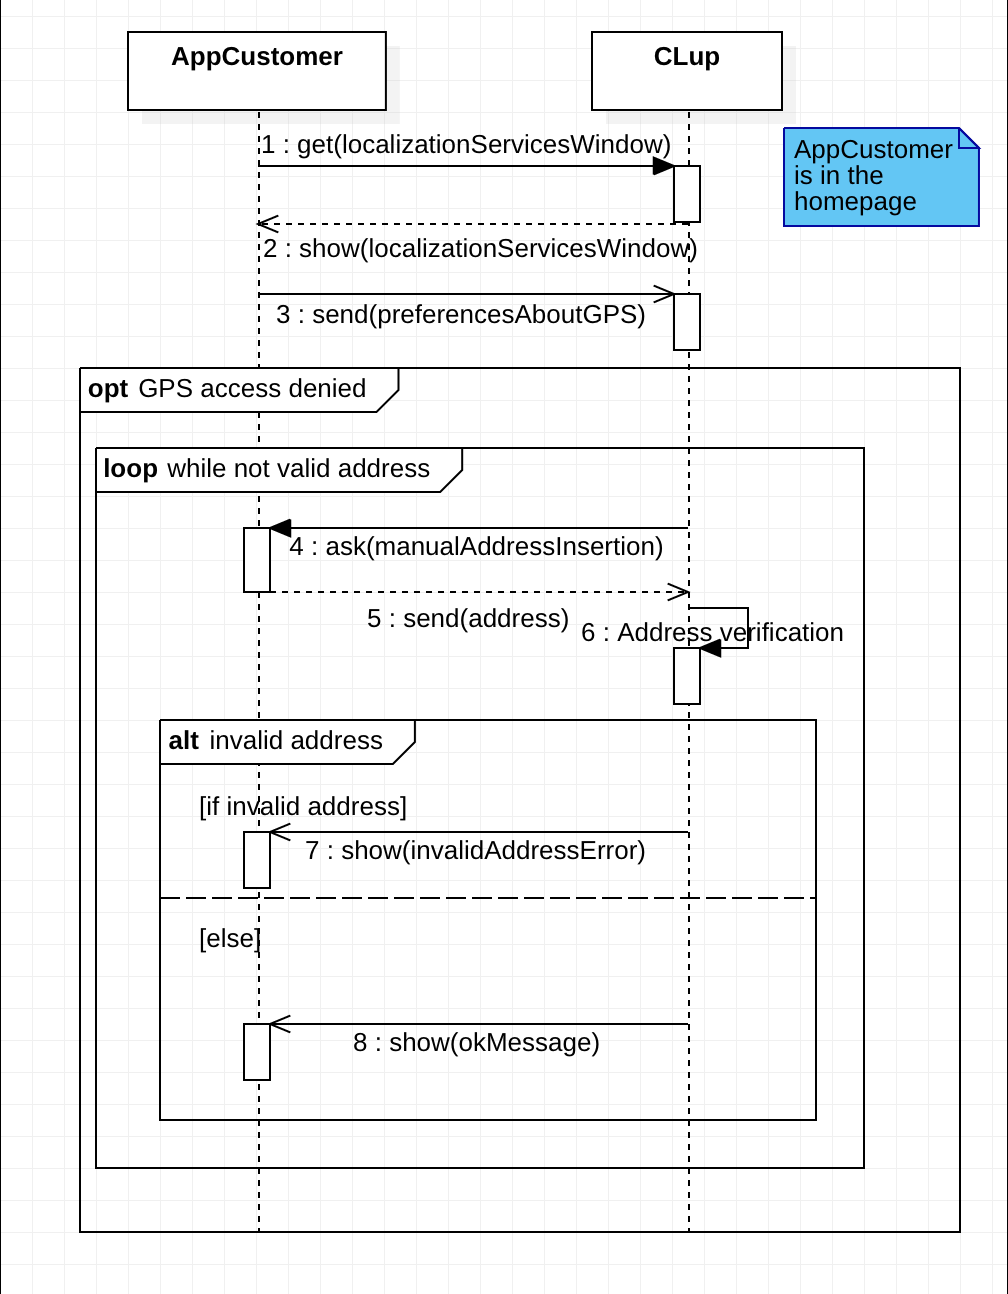 AppCustomer
CLup
1 : get(localizationServicesWindow)
AppCustomer
is in the
homepage
2 : show(localizationServicesWindow)
3 : send(preferencesAboutGPS)
opt GPS access denied
loop while not valid address
4 : ask(manualAddressInsertion)
5 : send(address)
6 : Address verification
alt invalid address
[if invalid address]
7 : show(invalidAddressError)
[else]
8 : show(okMessage)